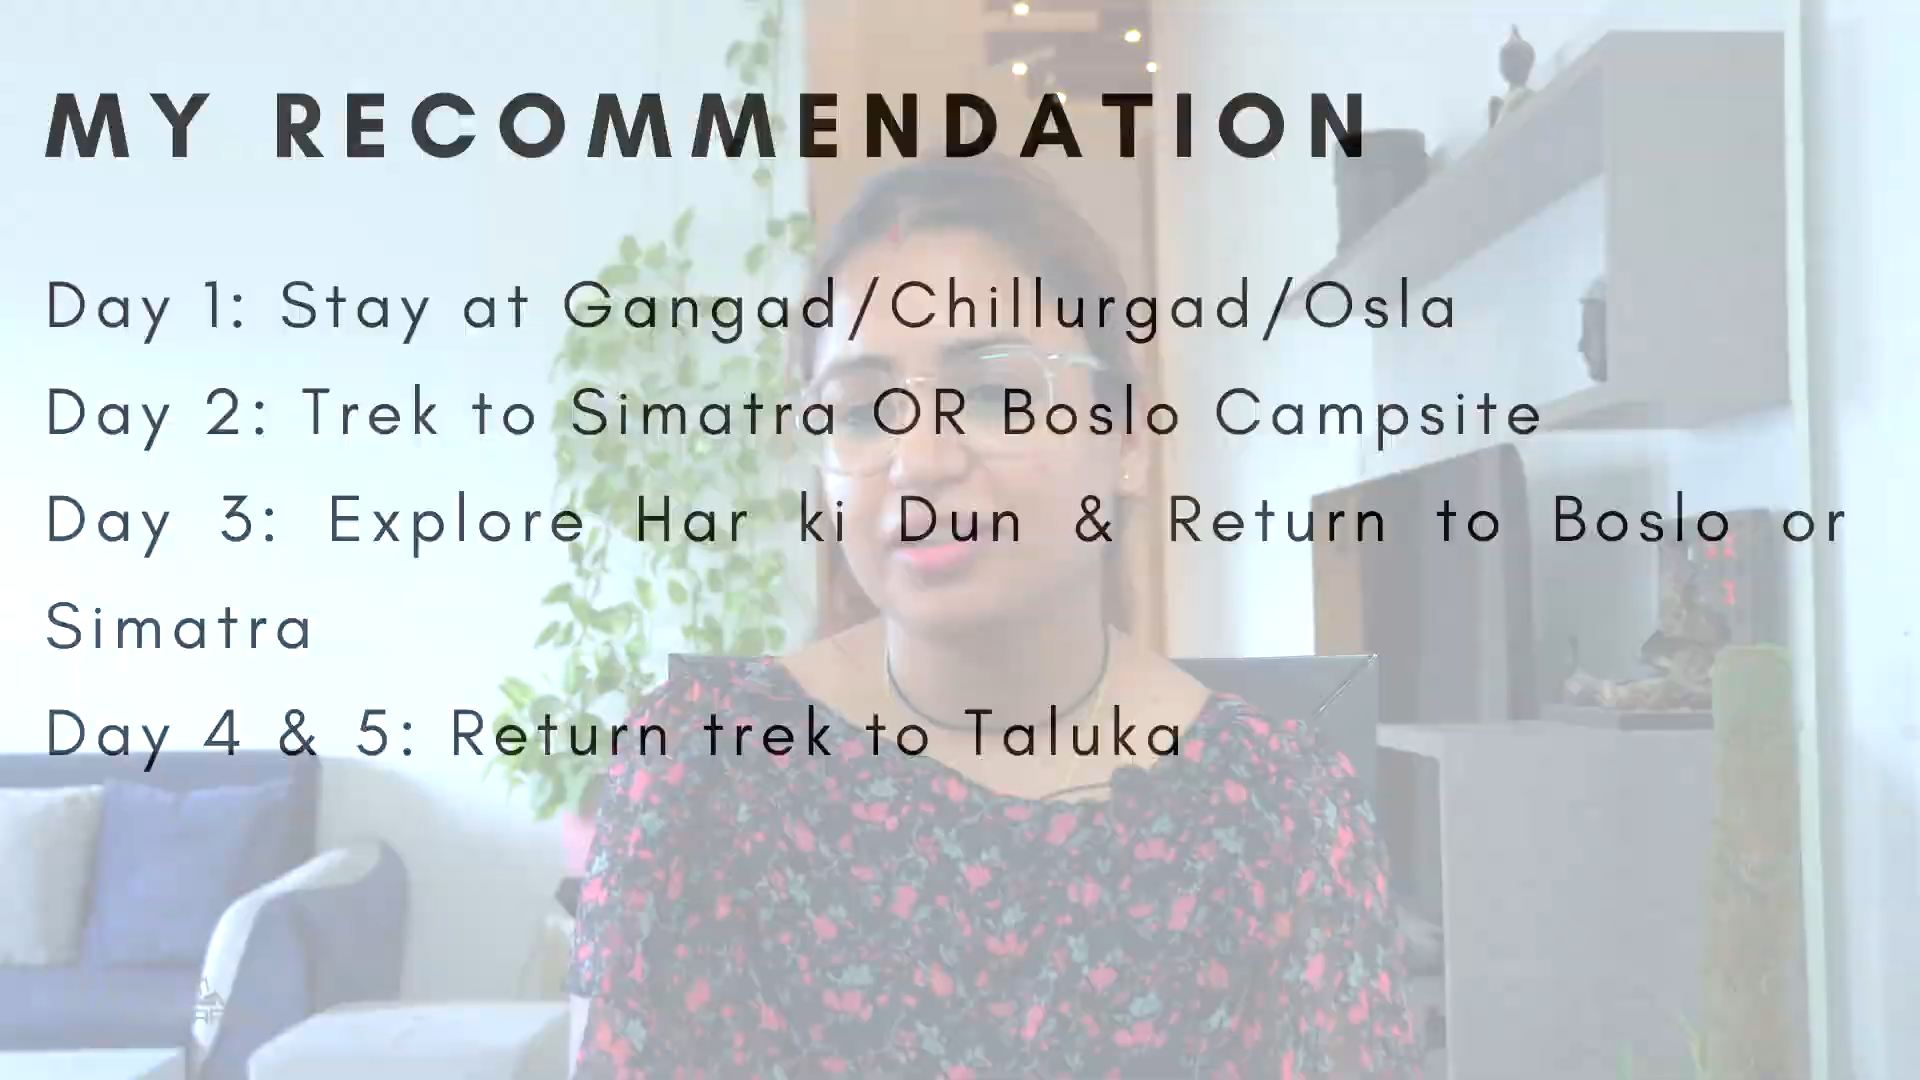 MY RECOMMENDATION
Day 1: Stay at Gangad/Chillurgad/Osla
Day 2: Trek to Simatra OR Boslo Campsite
Day 3: Explore Har ki Dun & Return to Boslo or
Simatra
Day 4 & 5: Return trek to Taluka